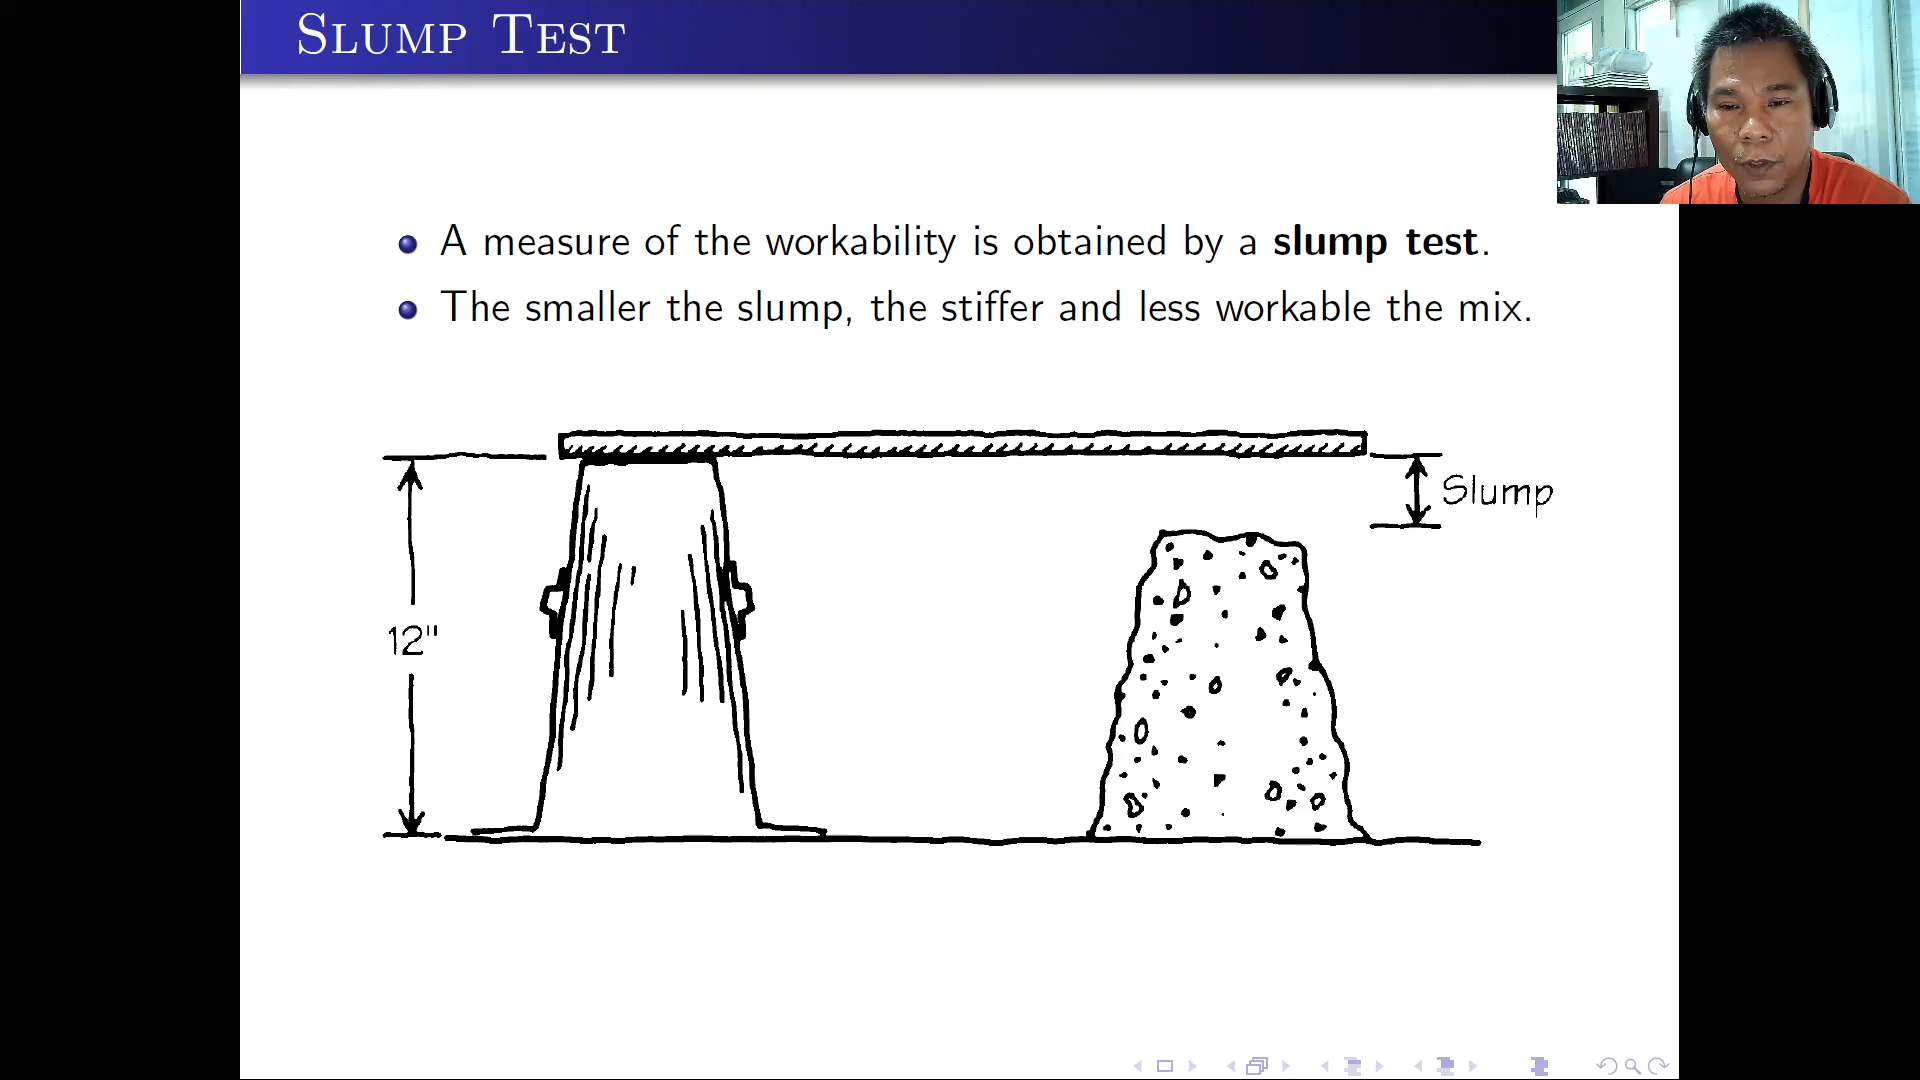 SLUMP TEST
A measure of the workability is obtained by a slump test.
The smaller the slump, the stiffer and less workable the mix.
Slump
12"